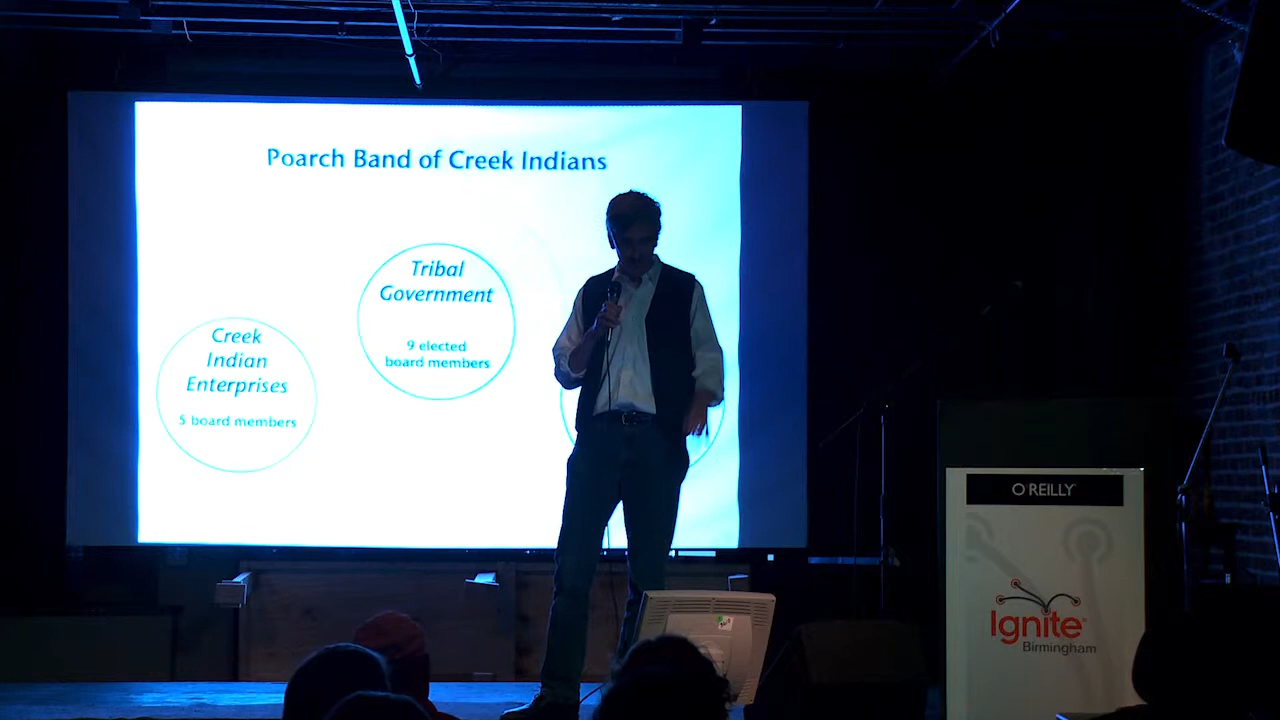 Poarch Band of Creek Indians
Tribal
Government
9 elected
board members
Creek
Indian
Enterprises
5 board members
O'REILLY
Ignite
Birmingham